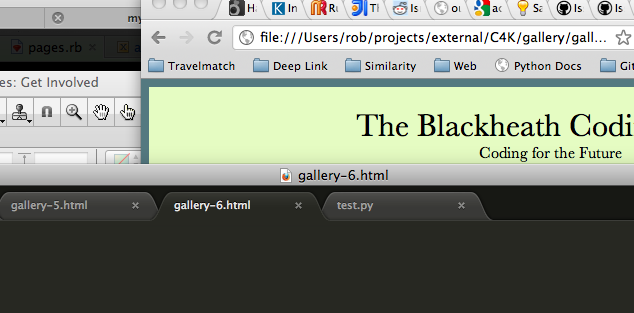 my
pages.rb
es: Get Involved
H In R Ru Tl Is ou ac Sa Is Is
file:///Users/rob/projects/external/C4K/gallery/gall...
Travelmatch Deep Link Similarity Web Python Docs Git
The Blackheath Codi
Coding for the Future
gallery-6.html
gallery-5.html gallery-6.html test.py